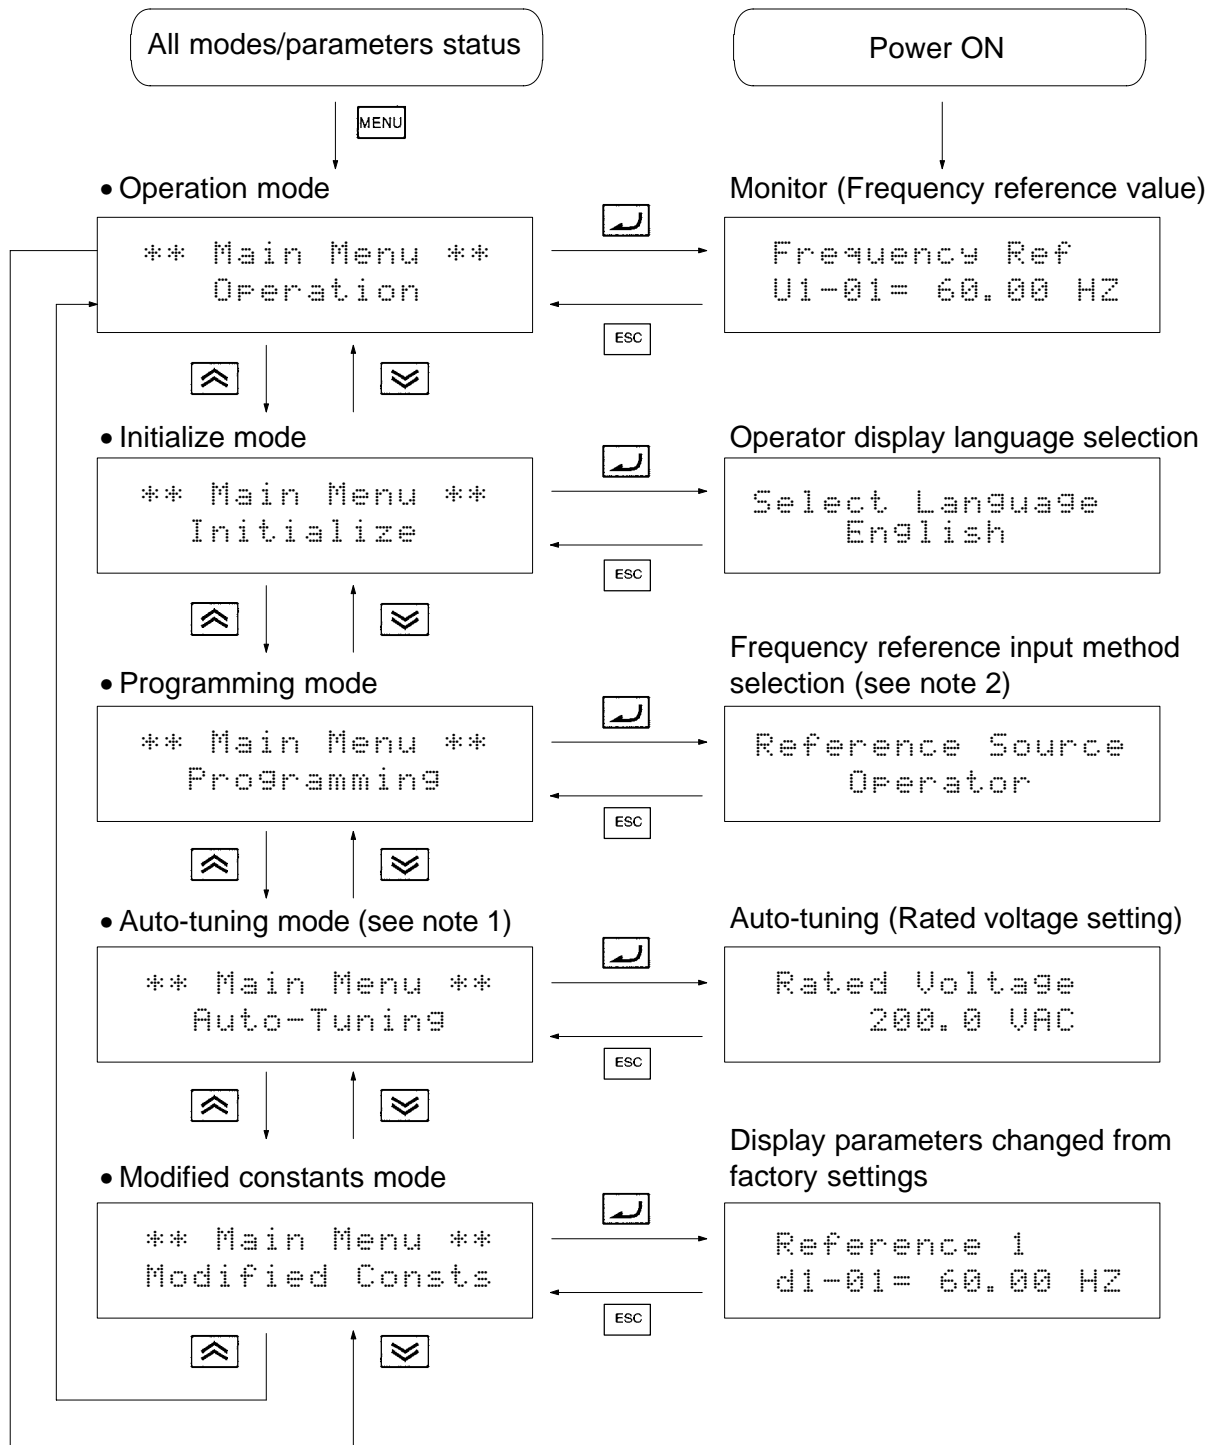 All modes/parameters status
Power ON
MENU
• Operation mode
Monitor (Frequency reference value)
** Main Menu **
Operation
Frequency Ref
U1-01= 60.00 HZ
ESC
• Initialize mode
Operator display language selection
** Main Menu **
Initialize
Select Language
English
ESC
• Programming mode
Frequency reference input method
selection (see note 2)
** Main Menu **
Programming
Reference Source
Operator
ESC
• Auto-tuning mode (see note 1)
Auto-tuning (Rated voltage setting)
** Main Menu **
Auto-Tuning
Rated Voltage
200.0 VAC
ESC
• Modified constants mode
Display parameters changed from
factory settings
** Main Menu **
Modified Consts
Reference 1
d1-01= 60.00 HZ
ESC